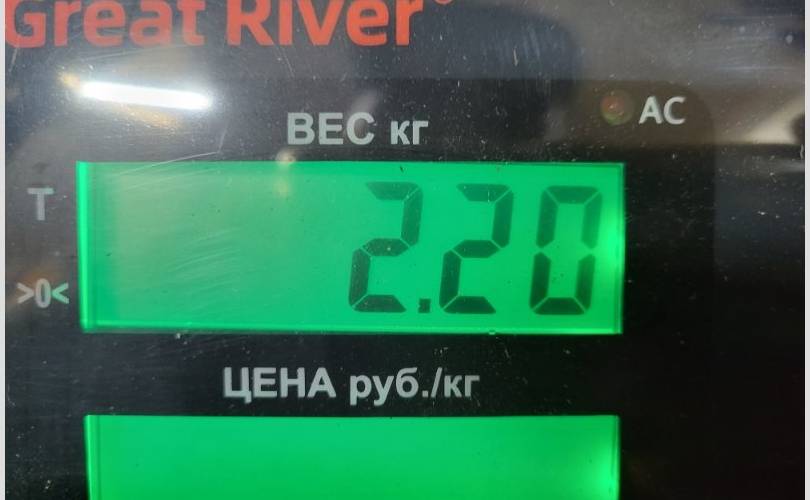 Great River
ВЕС кг
AC
T
2.20
>0<
ЦЕНА руб./кг